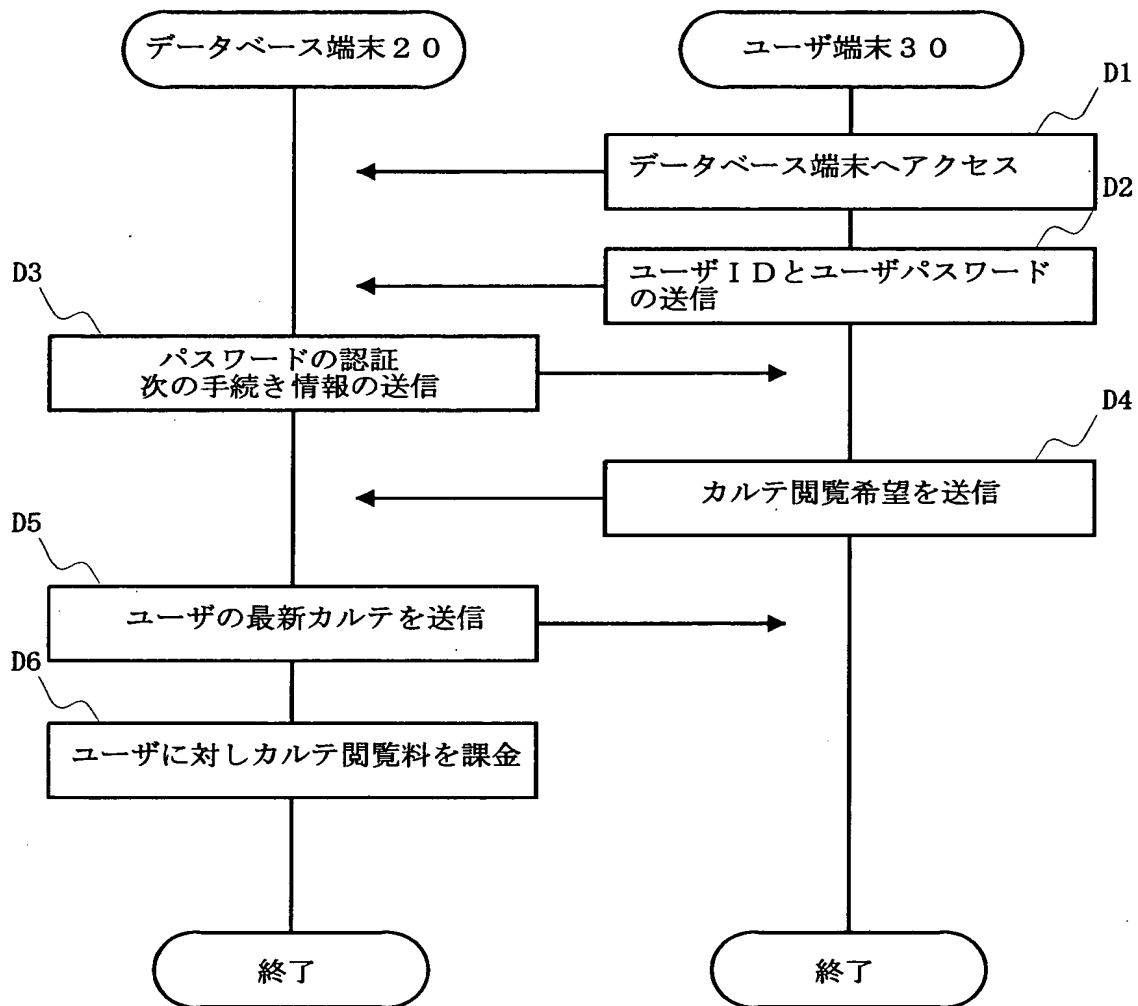 データベース端末２０
ユーザ端末３０
D1
データベース端末へアクセス
D2
ユーザＩＤとユーザパスワード
の送信
D3
パスワードの認証
次の手続き情報の送信
D4
カルテ閲覧希望を送信
D5
ユーザの最新カルテを送信
D6
ユーザに対しカルテ閲覧料を課金
終了
終了